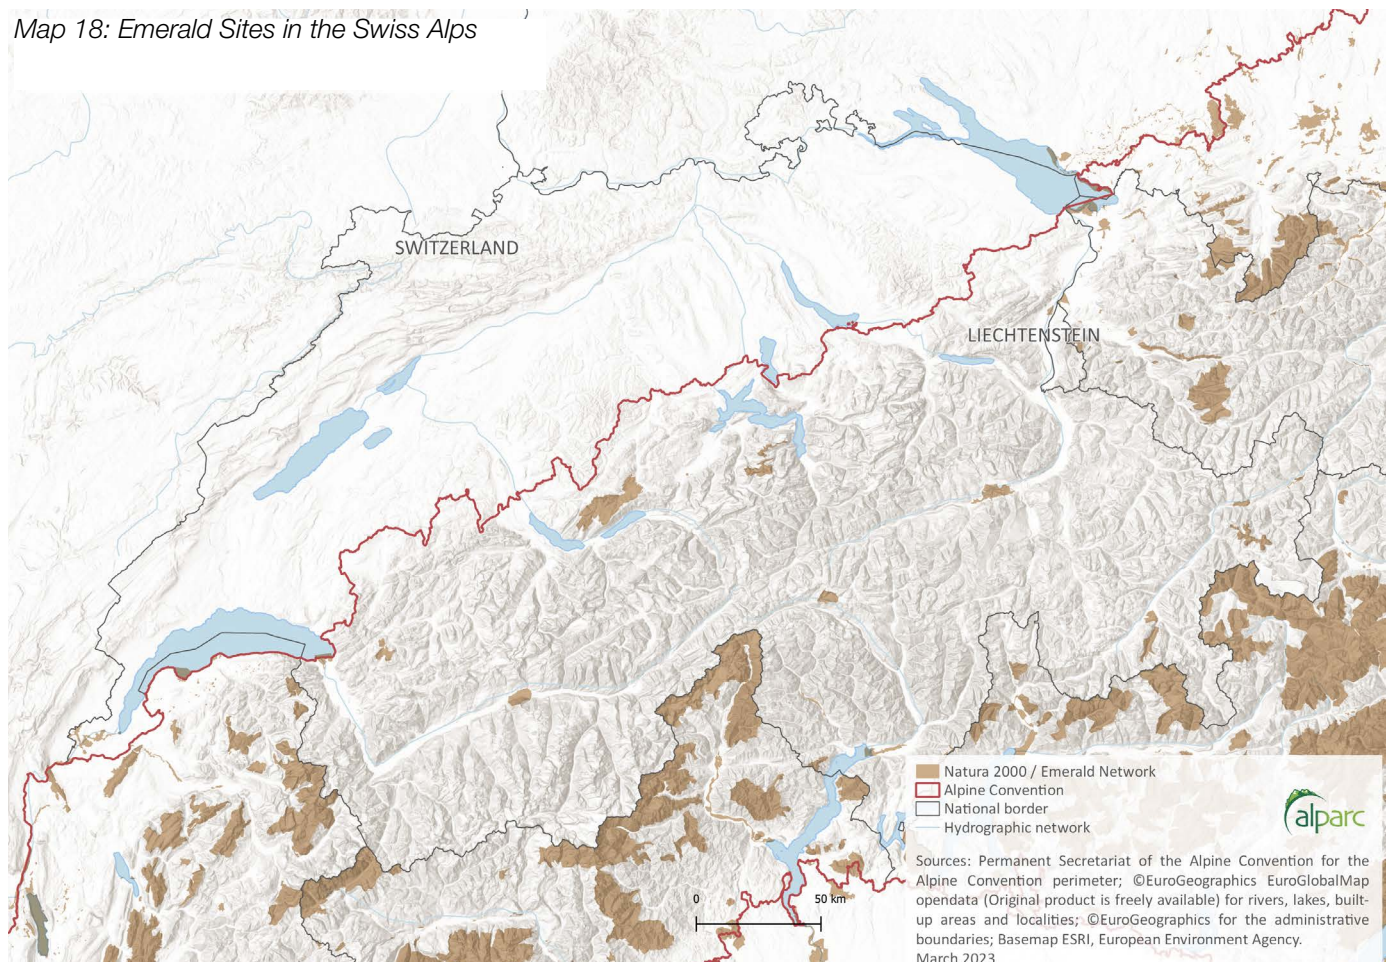 Map 18: Emerald Sites in the Swiss Alps
SWITZERLAND
LIECHTENSTEIN
Natura 2000 / Emerald Network
Alpine Convention
National border
Hydrographic network
alparc
Sources: Permanent Secretariat of the Alpine Convention for the
Alpine Convention perimeter; ©EuroGeographics EuroGlobalMap
opendata (Original product is freely available) for rivers, lakes, built-
up areas and localities; ©EuroGeographics for the administrative
boundaries; Basemap ESRI, European Environment Agency.
March 2023
0 50 km